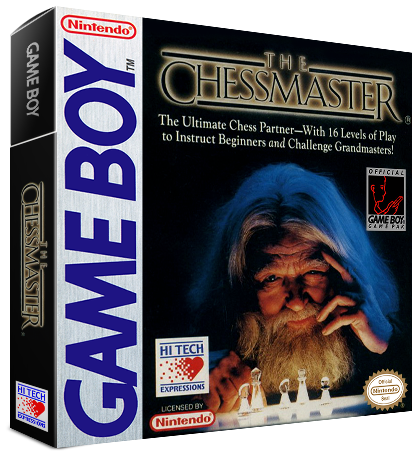 GAME BOY
THE
CHESSMASTER
HI TECH
EXPRESSIONS
Nintendo®
GAME BOY
TM
THE
CHESSMASTER®
The Ultimate Chess Partner—With 16 Levels of Play
to Instruct Beginners and Challenge Grandmasters!
OFFICIAL
GAME BOY
GAME PAK
HI TECH
EXPRESSIONS
LICENSED BY
Nintendo®
Official
Nintendo
Seal